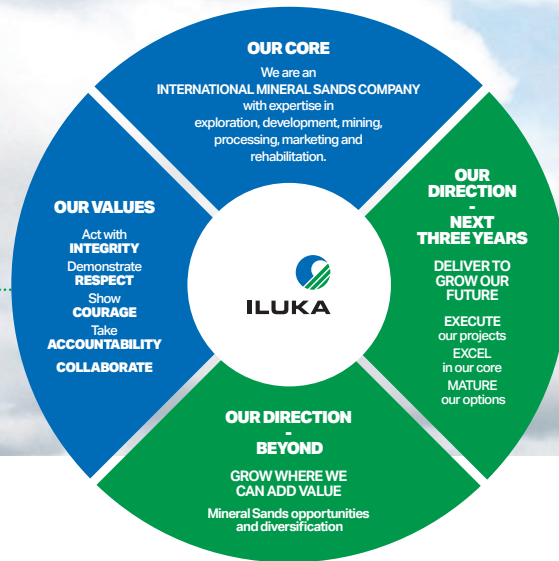 OUR CORE
We are an
INTERNATIONAL MINERAL SANDS COMPANY
with expertise in
exploration, development, mining,
processing, marketing and
rehabilitation.
OUR
DIRECTION
-
NEXT
THREE YEARS
DELIVER TO
GROW OUR
FUTURE
EXECUTE
our projects
EXCEL
in our core
MATURE
our options
OUR DIRECTION
-
BEYOND
GROW WHERE WE
CAN ADD VALUE
Mineral Sands opportunities
and diversification
OUR VALUES
Act with
INTEGRITY
Demonstrate
RESPECT
Show
COURAGE
Take
ACCOUNTABILITY
COLLABORATE
ILUKA